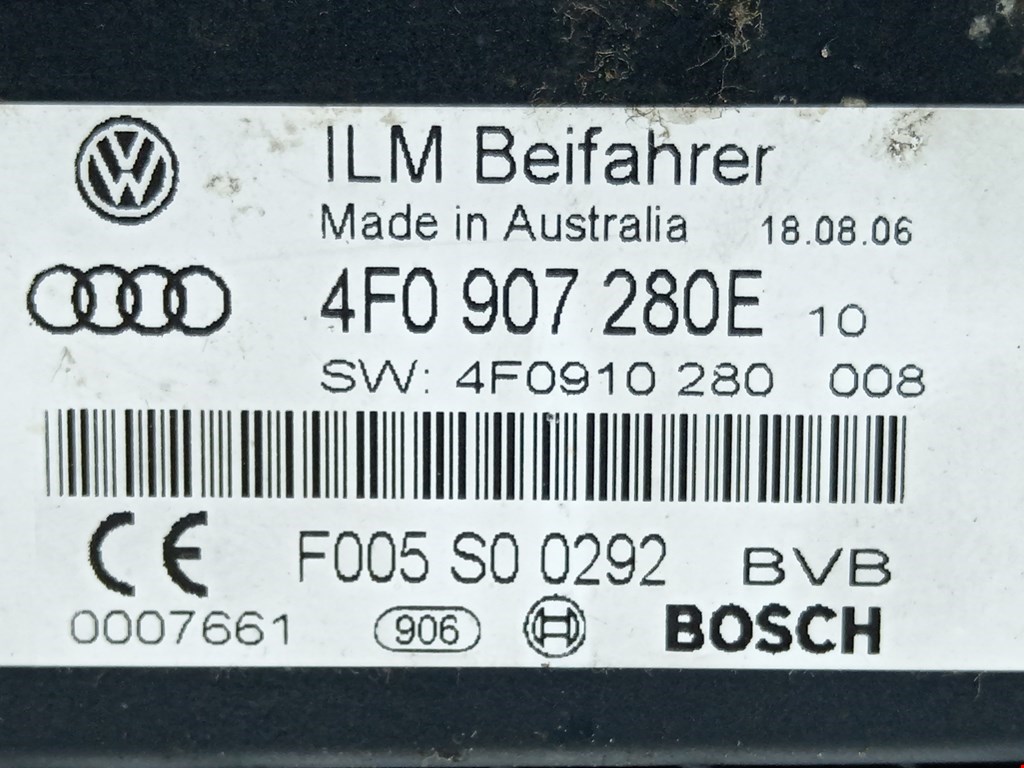 ILM Beifahrer
Made in Australia 18.08.06
4F0 907 280E 10
SW: 4F0910 280 008
CE F005 S0 0292 BVB
0007661 906 BOSCH